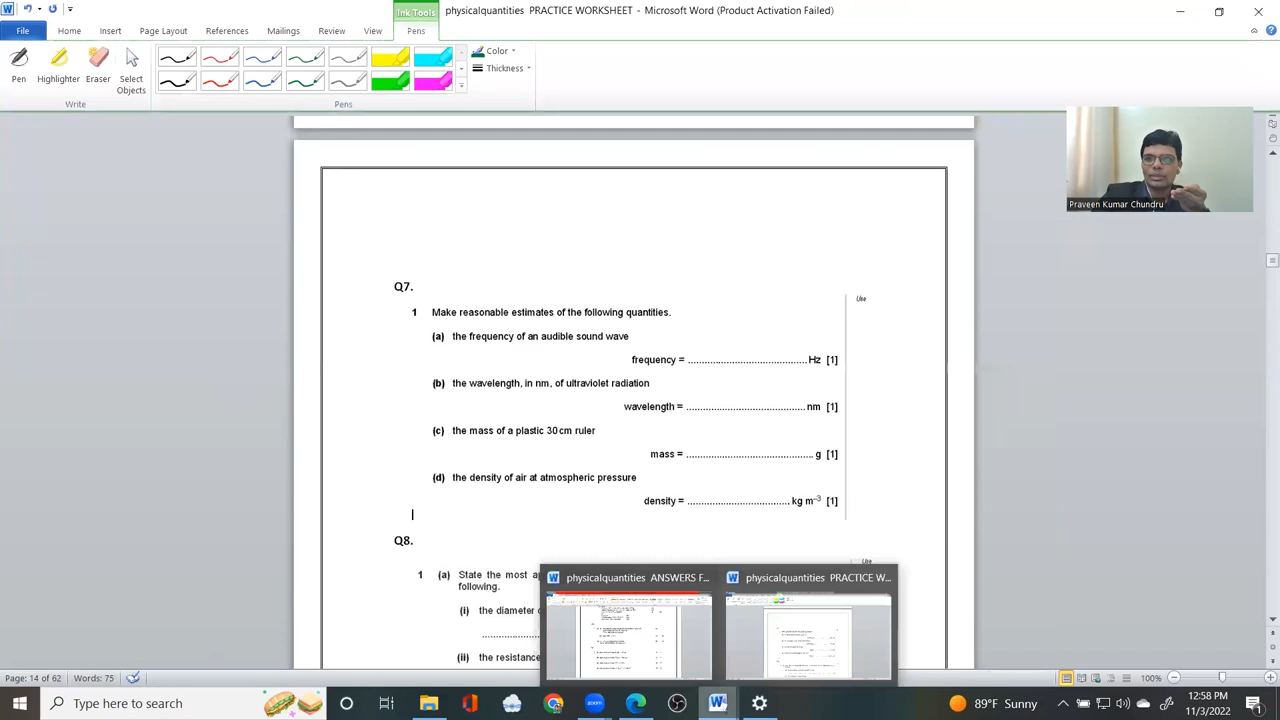 Ink Tools
physicalquantities PRACTICE WORKSHEET - Microsoft Word (Product Activation Failed)
File Home Insert Page Layout References Mailings Review View Pens
Pen Highlighter Eraser Select Objects
Color
Thickness
Write
Pens
Praveen Kumar Chundru
Q7.
Use
1 Make reasonable estimates of the following quantities.
(a) the frequency of an audible sound wave
frequency = ............................................ Hz [1]
(b) the wavelength, in nm, of ultraviolet radiation
wavelength = ............................................ nm [1]
(c) the mass of a plastic 30 cm ruler
mass = ............................................... g [1]
(d) the density of air at atmospheric pressure
density = ...................................... kg m⁻³ [1]
Q8.
Use
1 (a) State the most
following.
(i) the diameter
.....................
(ii) the resistance
physicalquantities ANSWERS F...
physicalquantities PRACTICE W...
Page: 14 of 62
100%
Type here to search
zoom
89°F Sunny
12:58 PM
11/3/2022